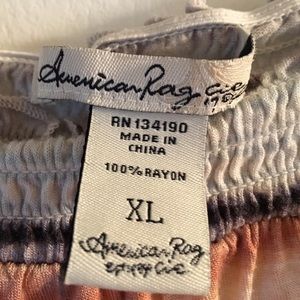 American Rag Cie
RN 134190
MADE IN
CHINA
100% RAYON
XL
American Rag
Cie